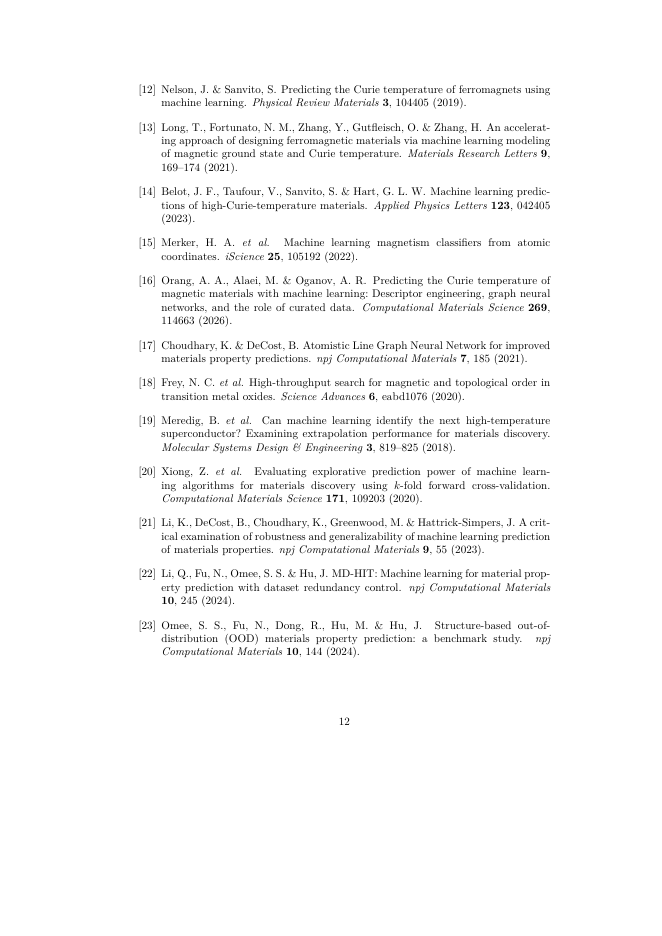 [12] Nelson, J. & Sanvito, S. Predicting the Curie temperature of ferromagnets using
machine learning. Physical Review Materials 3, 104405 (2019).
[13] Long, T., Fortunato, N. M., Zhang, Y., Gutfleisch, O. & Zhang, H. An accelerat-
ing approach of designing ferromagnetic materials via machine learning modeling
of magnetic ground state and Curie temperature. Materials Research Letters 9,
169–174 (2021).
[14] Belot, J. F., Taufour, V., Sanvito, S. & Hart, G. L. W. Machine learning predic-
tions of high-Curie-temperature materials. Applied Physics Letters 123, 042405
(2023).
[15] Merker, H. A. et al. Machine learning magnetism classifiers from atomic
coordinates. iScience 25, 105192 (2022).
[16] Orang, A. A., Alaei, M. & Oganov, A. R. Predicting the Curie temperature of
magnetic materials with machine learning: Descriptor engineering, graph neural
networks, and the role of curated data. Computational Materials Science 269,
114663 (2026).
[17] Choudhary, K. & DeCost, B. Atomistic Line Graph Neural Network for improved
materials property predictions. npj Computational Materials 7, 185 (2021).
[18] Frey, N. C. et al. High-throughput search for magnetic and topological order in
transition metal oxides. Science Advances 6, eabd1076 (2020).
[19] Meredig, B. et al. Can machine learning identify the next high-temperature
superconductor? Examining extrapolation performance for materials discovery.
Molecular Systems Design & Engineering 3, 819–825 (2018).
[20] Xiong, Z. et al. Evaluating explorative prediction power of machine learn-
ing algorithms for materials discovery using k-fold forward cross-validation.
Computational Materials Science 171, 109203 (2020).
[21] Li, K., DeCost, B., Choudhary, K., Greenwood, M. & Hattrick-Simpers, J. A crit-
ical examination of robustness and generalizability of machine learning prediction
of materials properties. npj Computational Materials 9, 55 (2023).
[22] Li, Q., Fu, N., Omee, S. S. & Hu, J. MD-HIT: Machine learning for material prop-
erty prediction with dataset redundancy control. npj Computational Materials
10, 245 (2024).
[23] Omee, S. S., Fu, N., Dong, R., Hu, M. & Hu, J. Structure-based out-of-
distribution (OOD) materials property prediction: a benchmark study. npj
Computational Materials 10, 144 (2024).
12